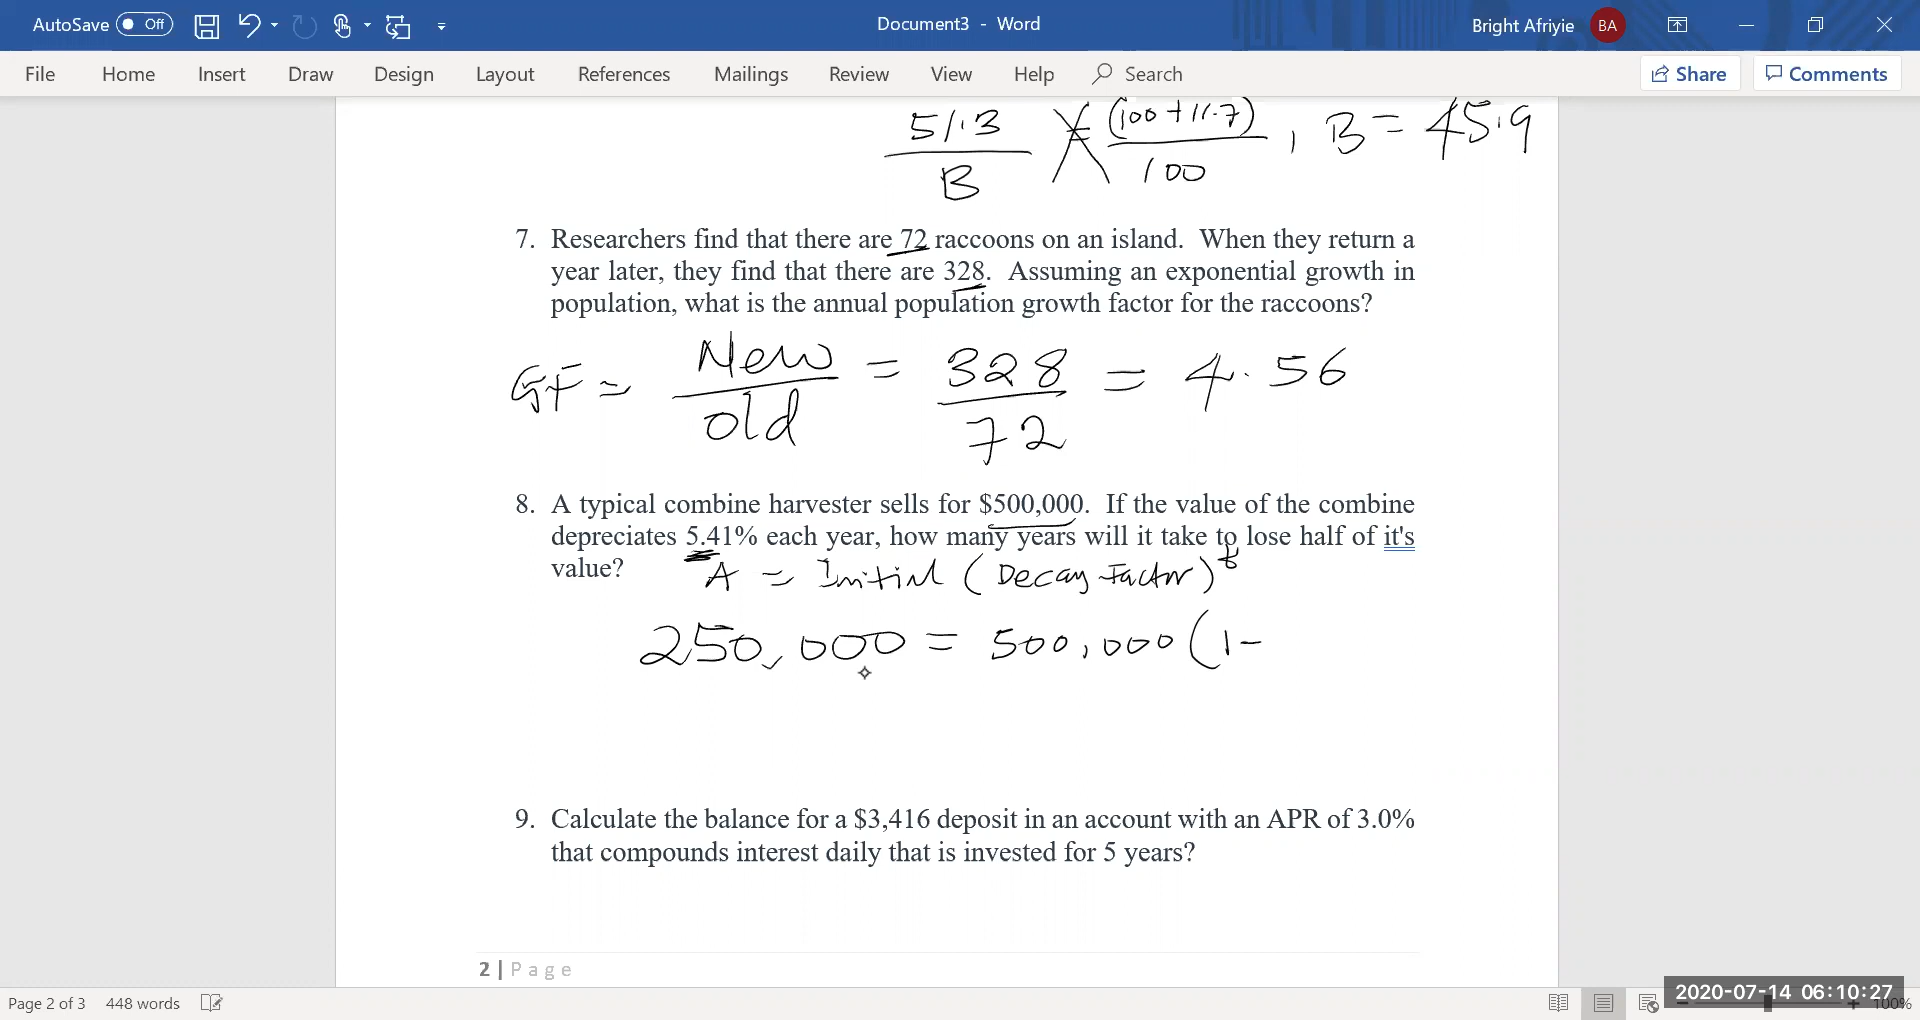 AutoSave Off Document3 - Word Bright Afriyie BA
File Home Insert Draw Design Layout References Mailings Review View Help Search Share Comments
51.3 / B = (100 + 11.7) / 100 , B = 45.9
7. Researchers find that there are 72 raccoons on an island. When they return a
year later, they find that there are 328. Assuming an exponential growth in
population, what is the annual population growth factor for the raccoons?
GF = New / old = 328 / 72 = 4.56
8. A typical combine harvester sells for $500,000. If the value of the combine
depreciates 5.41% each year, how many years will it take to lose half of it's
value?
A = Initial (Decay Factor)^t
250,000 = 500,000 (1 -
9. Calculate the balance for a $3,416 deposit in an account with an APR of 3.0%
that compounds interest daily that is invested for 5 years?
2 | Page
Page 2 of 3 448 words 2020-07-14 06:10:27 100%